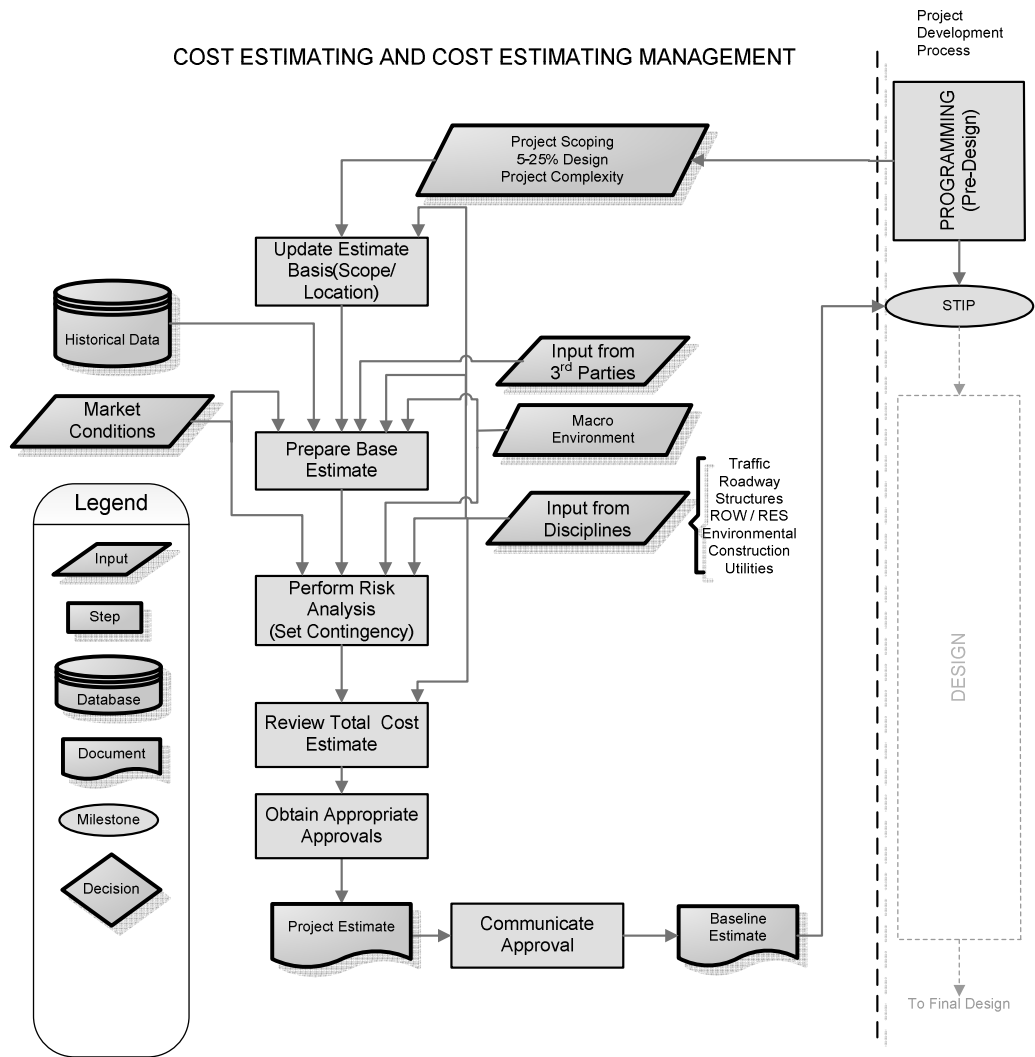 Project
Development
Process
COST ESTIMATING AND COST ESTIMATING MANAGEMENT
PROGRAMMING
(Pre-Design)
Project Scoping
5-25% Design
Project Complexity
Update Estimate
Basis(Scope/
Location)
STIP
Historical Data
Input from
3rd Parties
Market
Conditions
Macro
Environment
Prepare Base
Estimate
Input from
Disciplines
Traffic
Roadway
Structures
ROW / RES
Environmental
Construction
Utilities
Legend
Input
Step
Database
Document
Milestone
Decision
Perform Risk
Analysis
(Set Contingency)
DESIGN
Review Total Cost
Estimate
Obtain Appropriate
Approvals
Project Estimate
Communicate
Approval
Baseline
Estimate
To Final Design